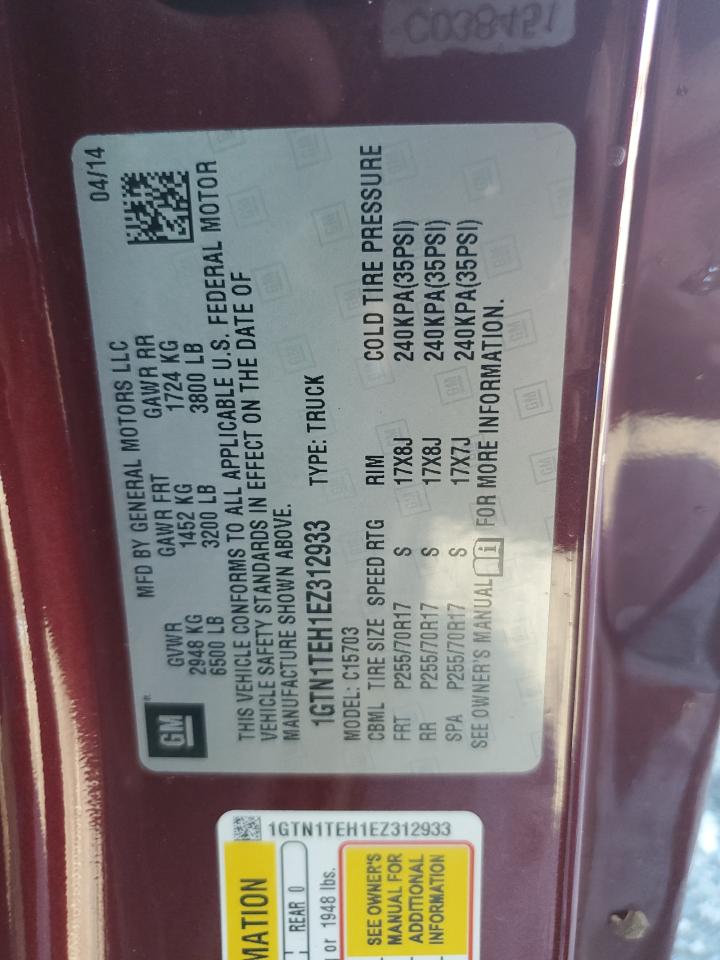 C038451
MFD BY GENERAL MOTORS LLC 04/14
GM®
GVWR GAWR FRT GAWR RR
2948 KG 1452 KG 1724 KG
6500 LB 3200 LB 3800 LB
THIS VEHICLE CONFORMS TO ALL APPLICABLE U.S. FEDERAL MOTOR
VEHICLE SAFETY STANDARDS IN EFFECT ON THE DATE OF
MANUFACTURE SHOWN ABOVE.
1GTN1TEH1EZ312933 TYPE: TRUCK
MODEL: C15703
CBML TIRE SIZE SPEED RTG RIM COLD TIRE PRESSURE
FRT P255/70R17 S 17X8J 240KPA(35PSI)
RR P255/70R17 S 17X8J 240KPA(35PSI)
SPA P255/70R17 S 17X7J 240KPA(35PSI)
SEE OWNER'S MANUAL i FOR MORE INFORMATION.
1GTN1TEH1EZ312933
MATION
REAR 0
or 1948 lbs.
SEE OWNER'S
MANUAL FOR
ADDITIONAL
INFORMATION